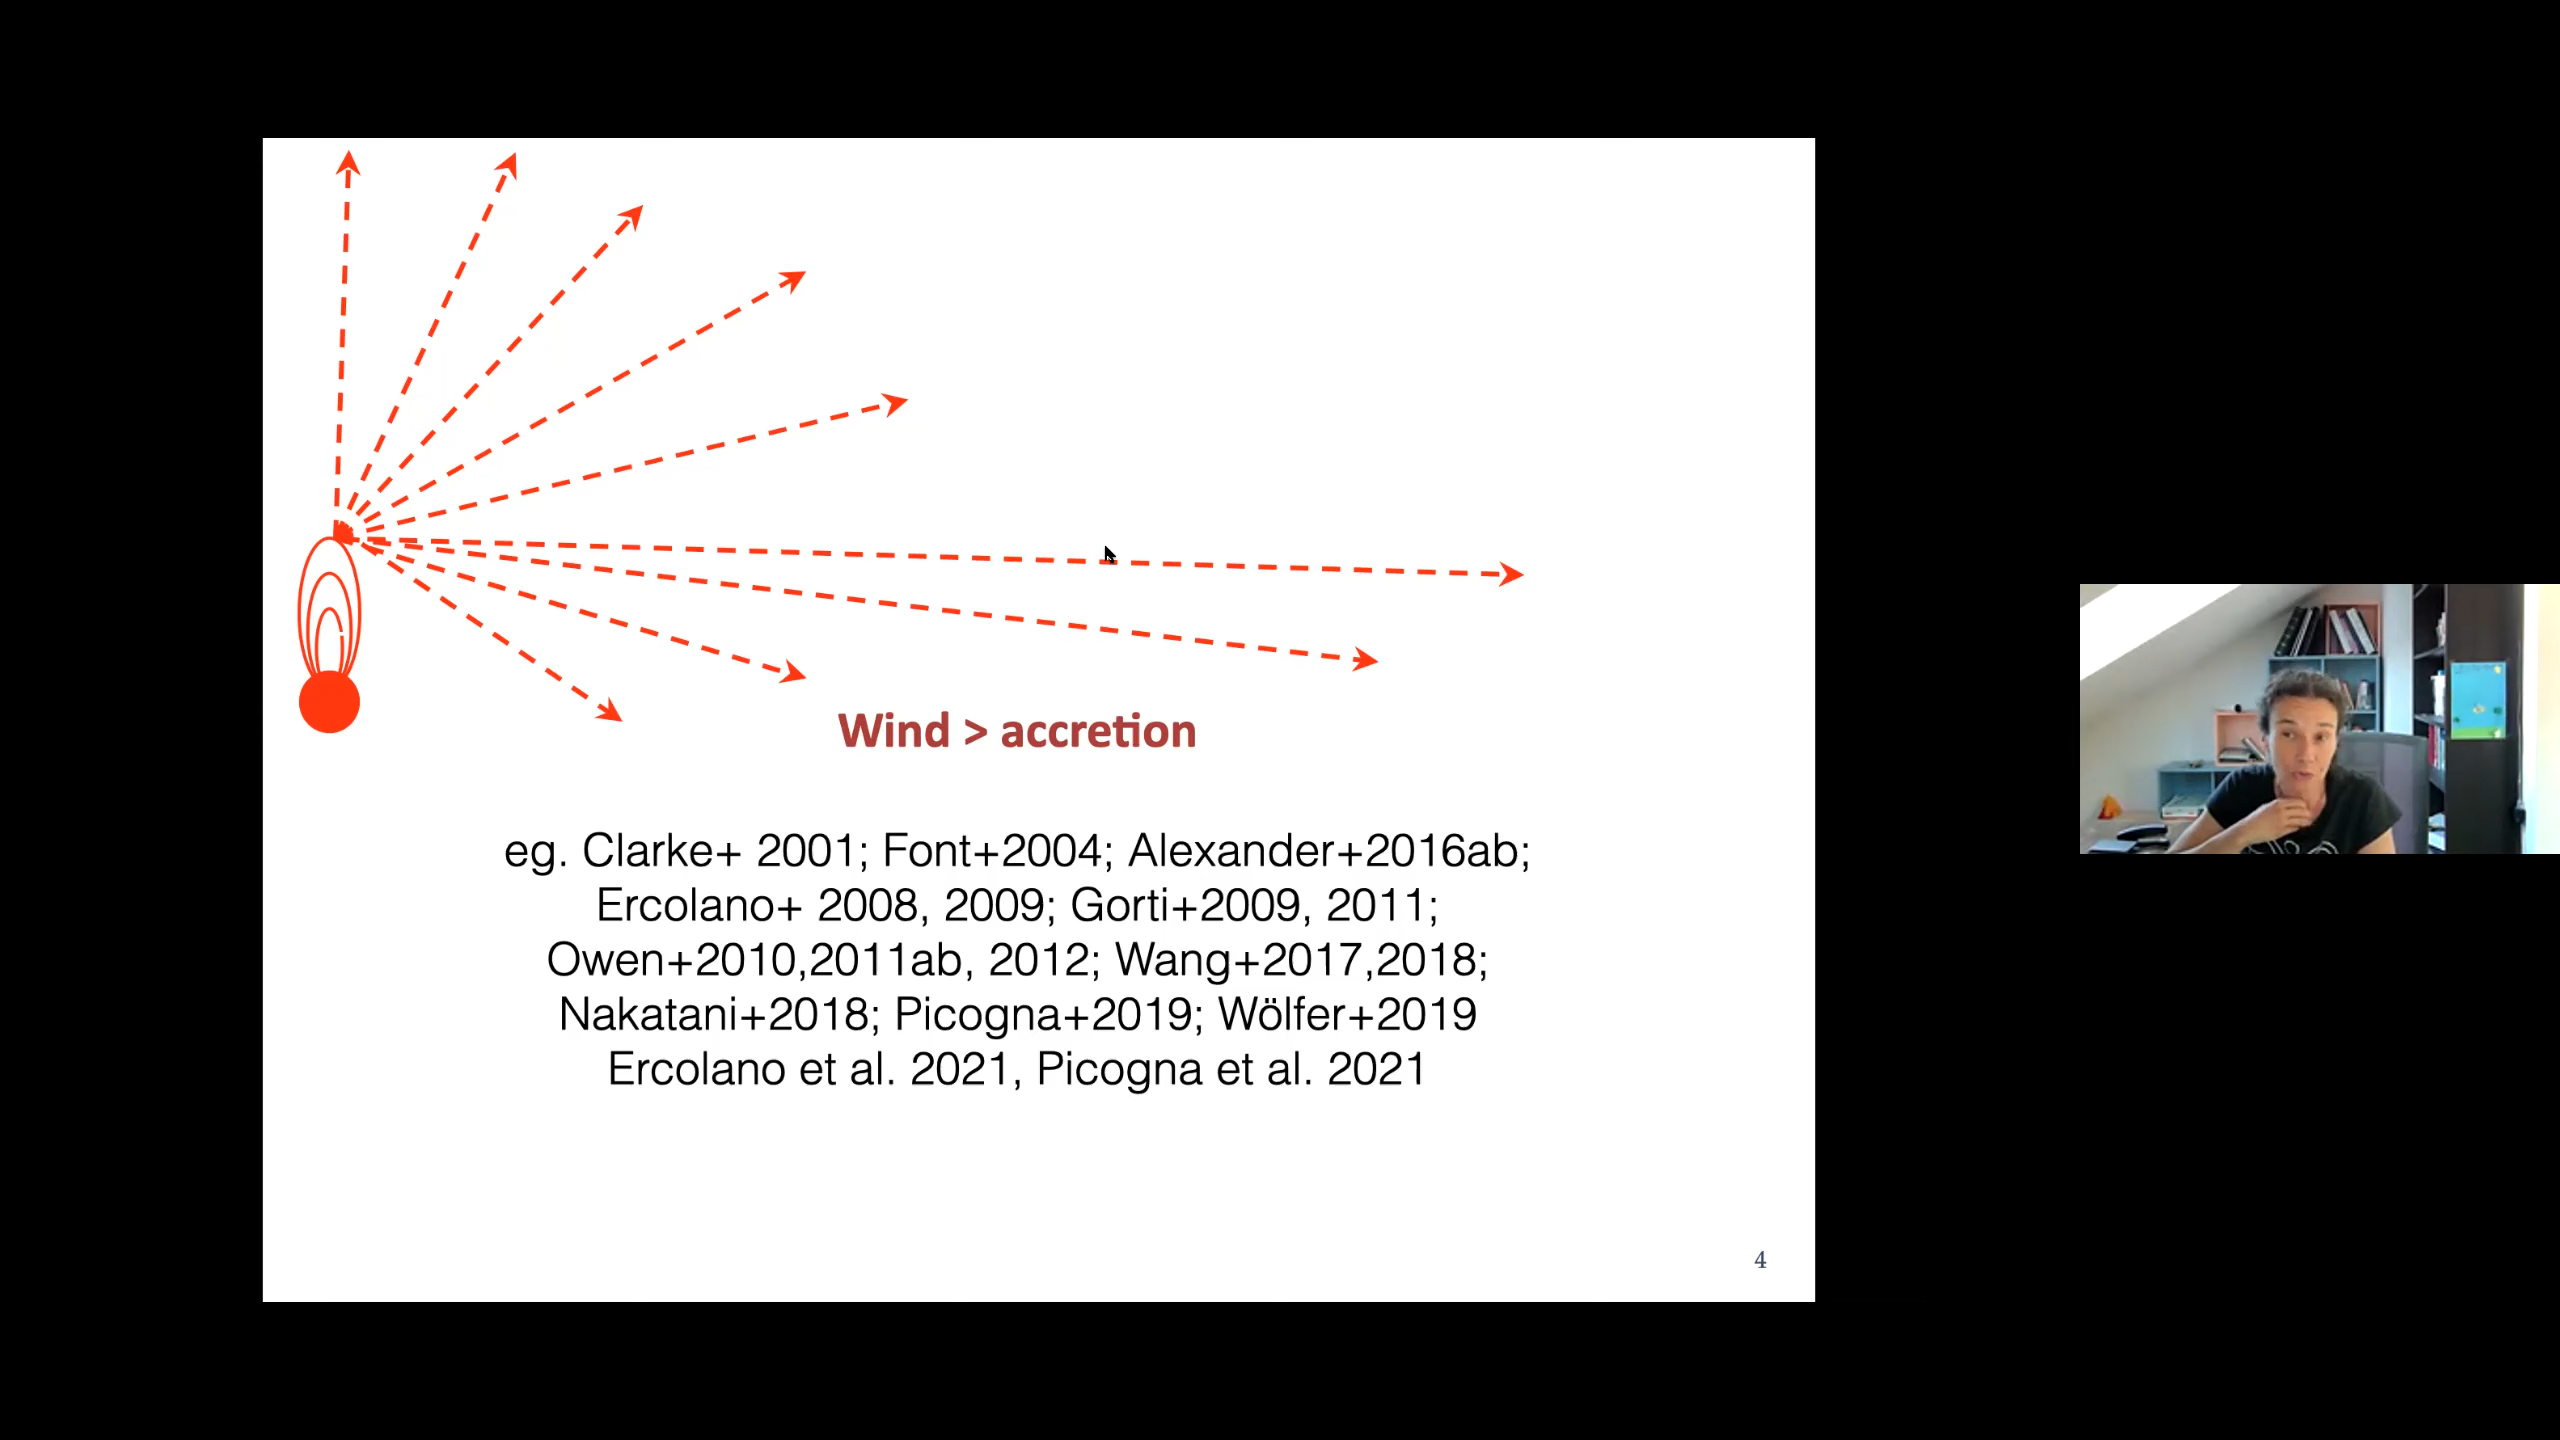 Wind > accretion
eg. Clarke+ 2001; Font+2004; Alexander+2016ab;
Ercolano+ 2008, 2009; Gorti+2009, 2011;
Owen+2010,2011ab, 2012; Wang+2017,2018;
Nakatani+2018; Picogna+2019; Wölfer+2019
Ercolano et al. 2021, Picogna et al. 2021
4